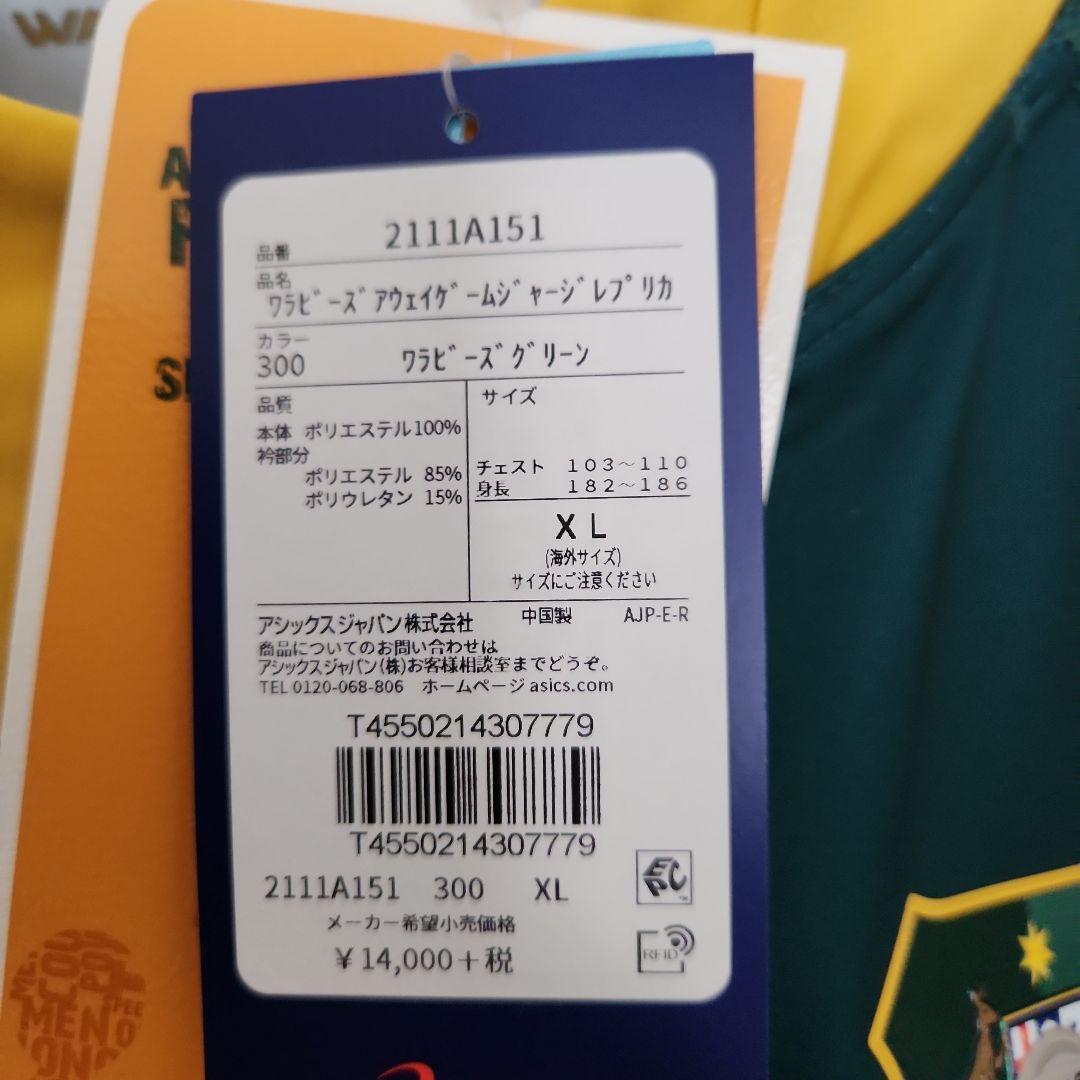 品番 2111A151
品名
ﾜﾗﾋﾞｰｽﾞｱｳｪｲｹﾞｰﾑｼﾞｬｰｼﾞﾚﾌﾟﾘｶ
カラー
300 ﾜﾗﾋﾞｰｽﾞｸﾞﾘｰﾝ
品質
本体 ポリエステル100%
衿部分
ポリエステル 85%
ポリウレタン 15%
サイズ
チェスト 103~110
身長 182~186
XL
(海外サイズ)
サイズにご注意ください
アシックスジャパン株式会社 中国製 AJP-E-R
商品についてのお問い合わせは
アシックスジャパン(株)お客様相談室までどうぞ。
TEL 0120-068-806 ホームページ asics.com
T4550214307779
T4550214307779
2111A151 300 XL
メーカー希望小売価格
¥14,000+税
EPC
RFID
MEN